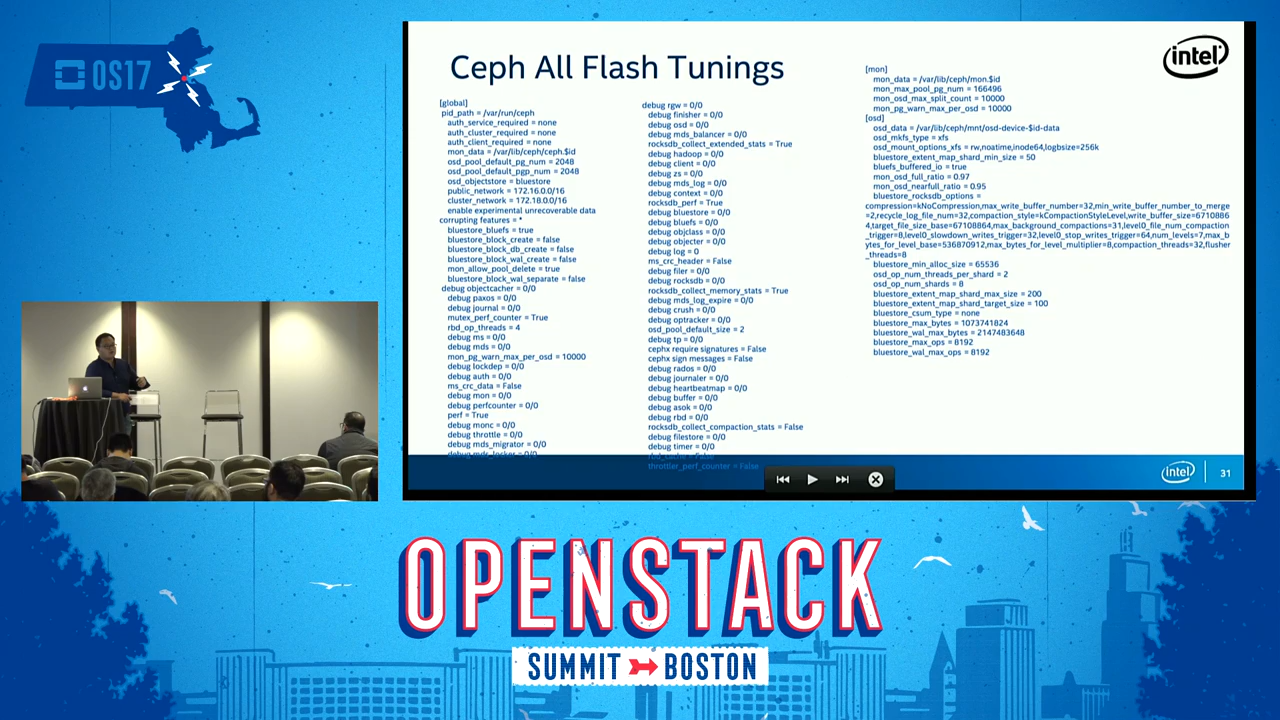 OS17
Ceph All Flash Tunings
intel
[global]
pid_path = /var/run/ceph
auth_service_required = none
auth_cluster_required = none
auth_client_required = none
mon_data = /var/lib/ceph/ceph.$id
osd_pool_default_pg_num = 2048
osd_pool_default_pgp_num = 2048
osd_objectstore = bluestore
public_network = 172.16.0.0/16
cluster_network = 172.18.0.0/16
enable experimental unrecoverable data
corrupting features = *
bluestore_bluefs = true
bluestore_block_create = false
bluestore_block_db_create = false
bluestore_block_wal_create = false
mon_allow_pool_delete = true
bluestore_block_wal_separate = false
debug objectcacher = 0/0
debug paxos = 0/0
debug journal = 0/0
mutex_perf_counter = True
rbd_op_threads = 4
debug ms = 0/0
debug mds = 0/0
mon_pg_warn_max_per_osd = 10000
debug lockdep = 0/0
debug auth = 0/0
ms_crc_data = False
debug mon = 0/0
debug perfcounter = 0/0
perf = True
debug monc = 0/0
debug throttle = 0/0
debug mds_migrator = 0/0
debug mds_locker = 0/0
debug rgw = 0/0
debug finisher = 0/0
debug osd = 0/0
debug mds_balancer = 0/0
rocksdb_collect_extended_stats = True
debug hadoop = 0/0
debug client = 0/0
debug zs = 0/0
debug mds_log = 0/0
debug context = 0/0
rocksdb_perf = True
debug bluestore = 0/0
debug bluefs = 0/0
debug objclass = 0/0
debug objecter = 0/0
debug log = 0
ms_crc_header = False
debug filer = 0/0
debug rocksdb = 0/0
rocksdb_collect_memory_stats = True
debug mds_log_expire = 0/0
debug crush = 0/0
debug optracker = 0/0
osd_pool_default_size = 2
debug tp = 0/0
cephx require signatures = False
cephx sign messages = False
debug rados = 0/0
debug journaler = 0/0
debug heartbeatmap = 0/0
debug buffer = 0/0
debug asok = 0/0
debug rbd = 0/0
rocksdb_collect_compaction_stats = False
debug filestore = 0/0
debug timer = 0/0
rbd_cache = False
throttler_perf_counter = False
[mon]
mon_data = /var/lib/ceph/mon.$id
mon_max_pool_pg_num = 166496
mon_osd_max_split_count = 10000
mon_pg_warn_max_per_osd = 10000
[osd]
osd_data = /var/lib/ceph/mnt/osd-device-$id-data
osd_mkfs_type = xfs
osd_mount_options_xfs = rw,noatime,inode64,logbsize=256k
bluestore_extent_map_shard_min_size = 50
bluefs_buffered_io = true
mon_osd_full_ratio = 0.97
mon_osd_nearfull_ratio = 0.95
bluestore_rocksdb_options =
compression=kNoCompression,max_write_buffer_number=32,min_write_buffer_number_to_merge
=2,recycle_log_file_num=32,compaction_style=kCompactionStyleLevel,write_buffer_size=6710886
4,target_file_size_base=67108864,max_background_compactions=31,level0_file_num_compaction
_trigger=8,level0_slowdown_writes_trigger=32,level0_stop_writes_trigger=64,num_levels=7,max_b
ytes_for_level_base=536870912,max_bytes_for_level_multiplier=8,compaction_threads=32,flusher
_threads=8
bluestore_min_alloc_size = 65536
osd_op_num_threads_per_shard = 2
osd_op_num_shards = 8
bluestore_extent_map_shard_max_size = 200
bluestore_extent_map_shard_target_size = 100
bluestore_csum_type = none
bluestore_max_bytes = 1073741824
bluestore_wal_max_bytes = 2147483648
bluestore_max_ops = 8192
bluestore_wal_max_ops = 8192
intel
31
OPENSTACK
SUMMIT BOSTON